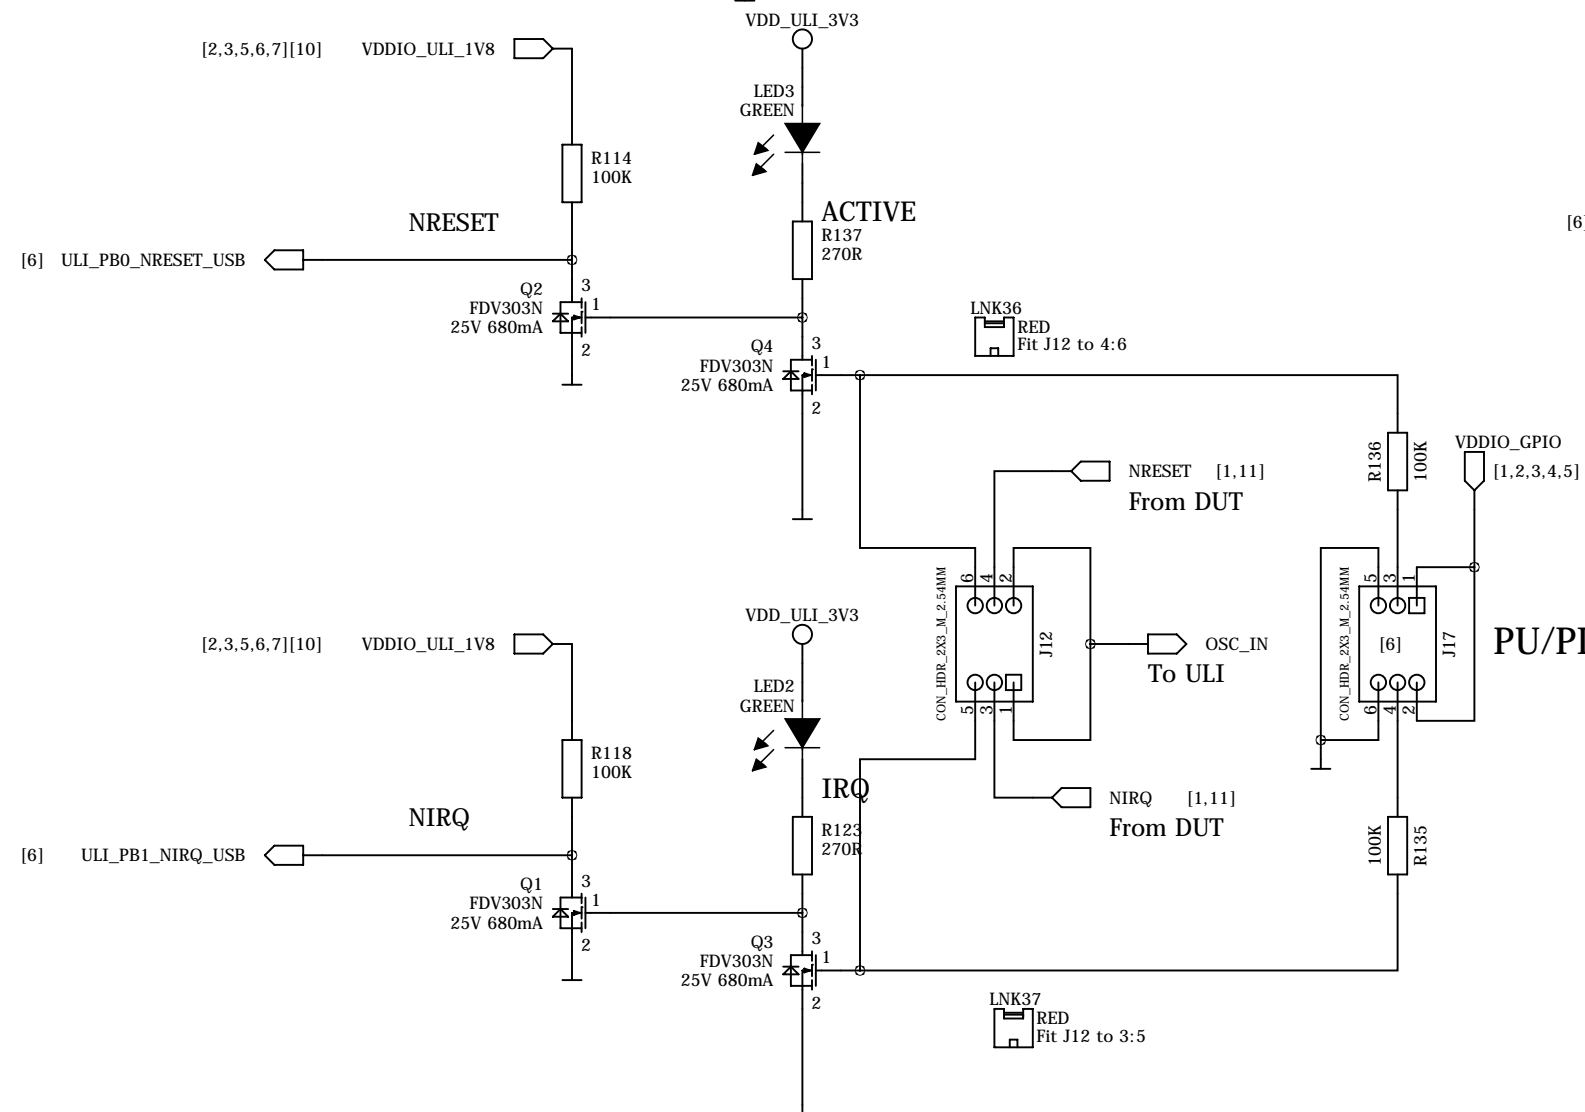 VDD_ULI_3V3
[2,3,5,6,7][10] VDDIO_ULI_1V8
LED3
GREEN
R114
100K
NRESET
ACTIVE
R137
270R
[6] ULI_PB0_NRESET_USB
Q2
FDV303N
25V 680mA
3
1
2
LNK36
RED
Fit J12 to 4:6
Q4
FDV303N
25V 680mA
3
1
2
R136
100K
VDDIO_GPIO
[1,2,3,4,5]
NRESET [1,11]
From DUT
CON_HDR_2X3_M_2.54MM
6
4
2
J12
5
3
1
OSC_IN
To ULI
CON_HDR_2X3_M_2.54MM
5
3
1
[6]
J17
6
4
2
VDD_ULI_3V3
[2,3,5,6,7][10] VDDIO_ULI_1V8
LED2
GREEN
R118
100K
NIRQ
IRQ
R123
270R
NIRQ [1,11]
From DUT
100K
R135
[6] ULI_PB1_NIRQ_USB
Q1
FDV303N
25V 680mA
3
1
2
Q3
FDV303N
25V 680mA
3
1
2
LNK37
RED
Fit J12 to 3:5